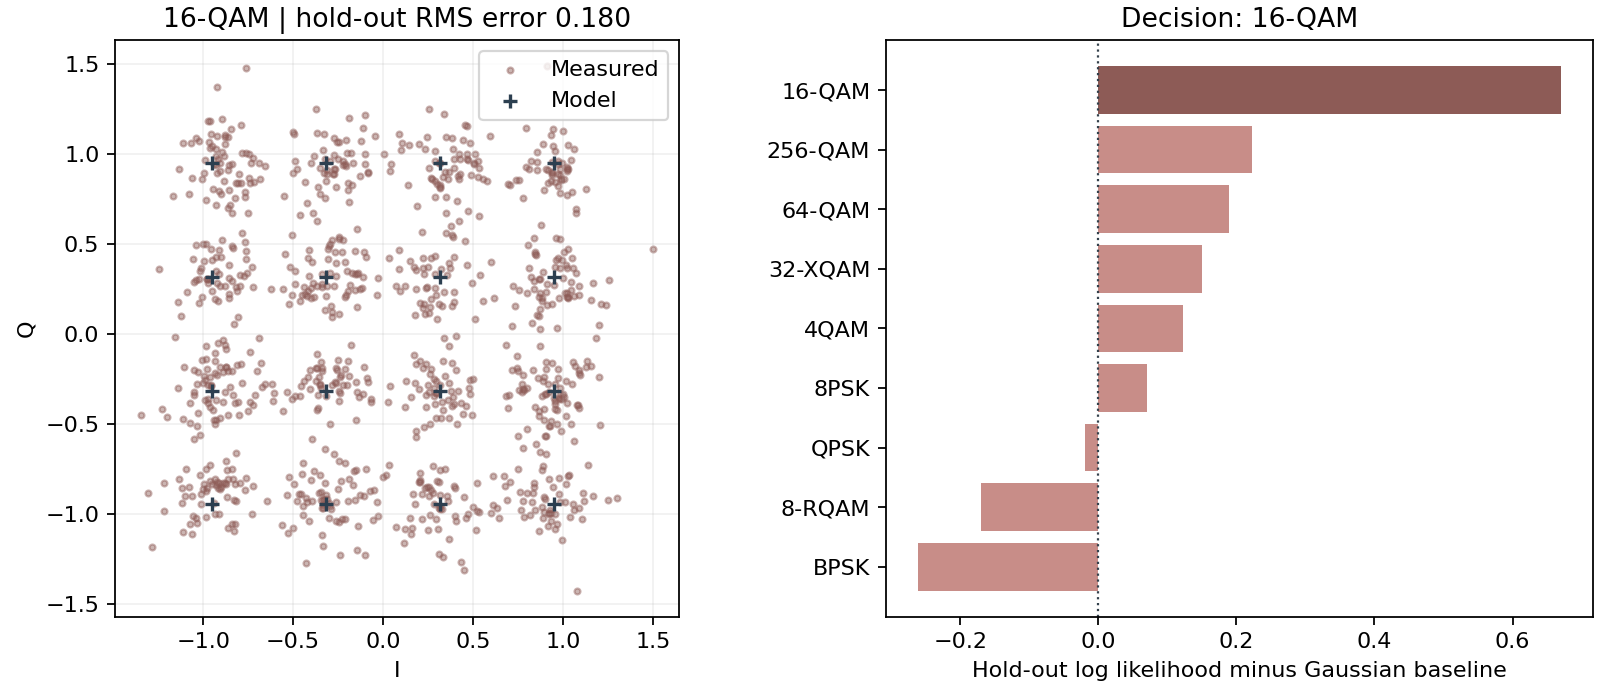 16-QAM | hold-out RMS error 0.180
Measured
Model
1.5
1.0
0.5
0.0
−0.5
−1.0
−1.5
Q
−1.0
−0.5
0.0
0.5
1.0
1.5
I
Decision: 16-QAM
16-QAM
256-QAM
64-QAM
32-XQAM
4QAM
8PSK
QPSK
8-RQAM
BPSK
−0.2
0.0
0.2
0.4
0.6
Hold-out log likelihood minus Gaussian baseline